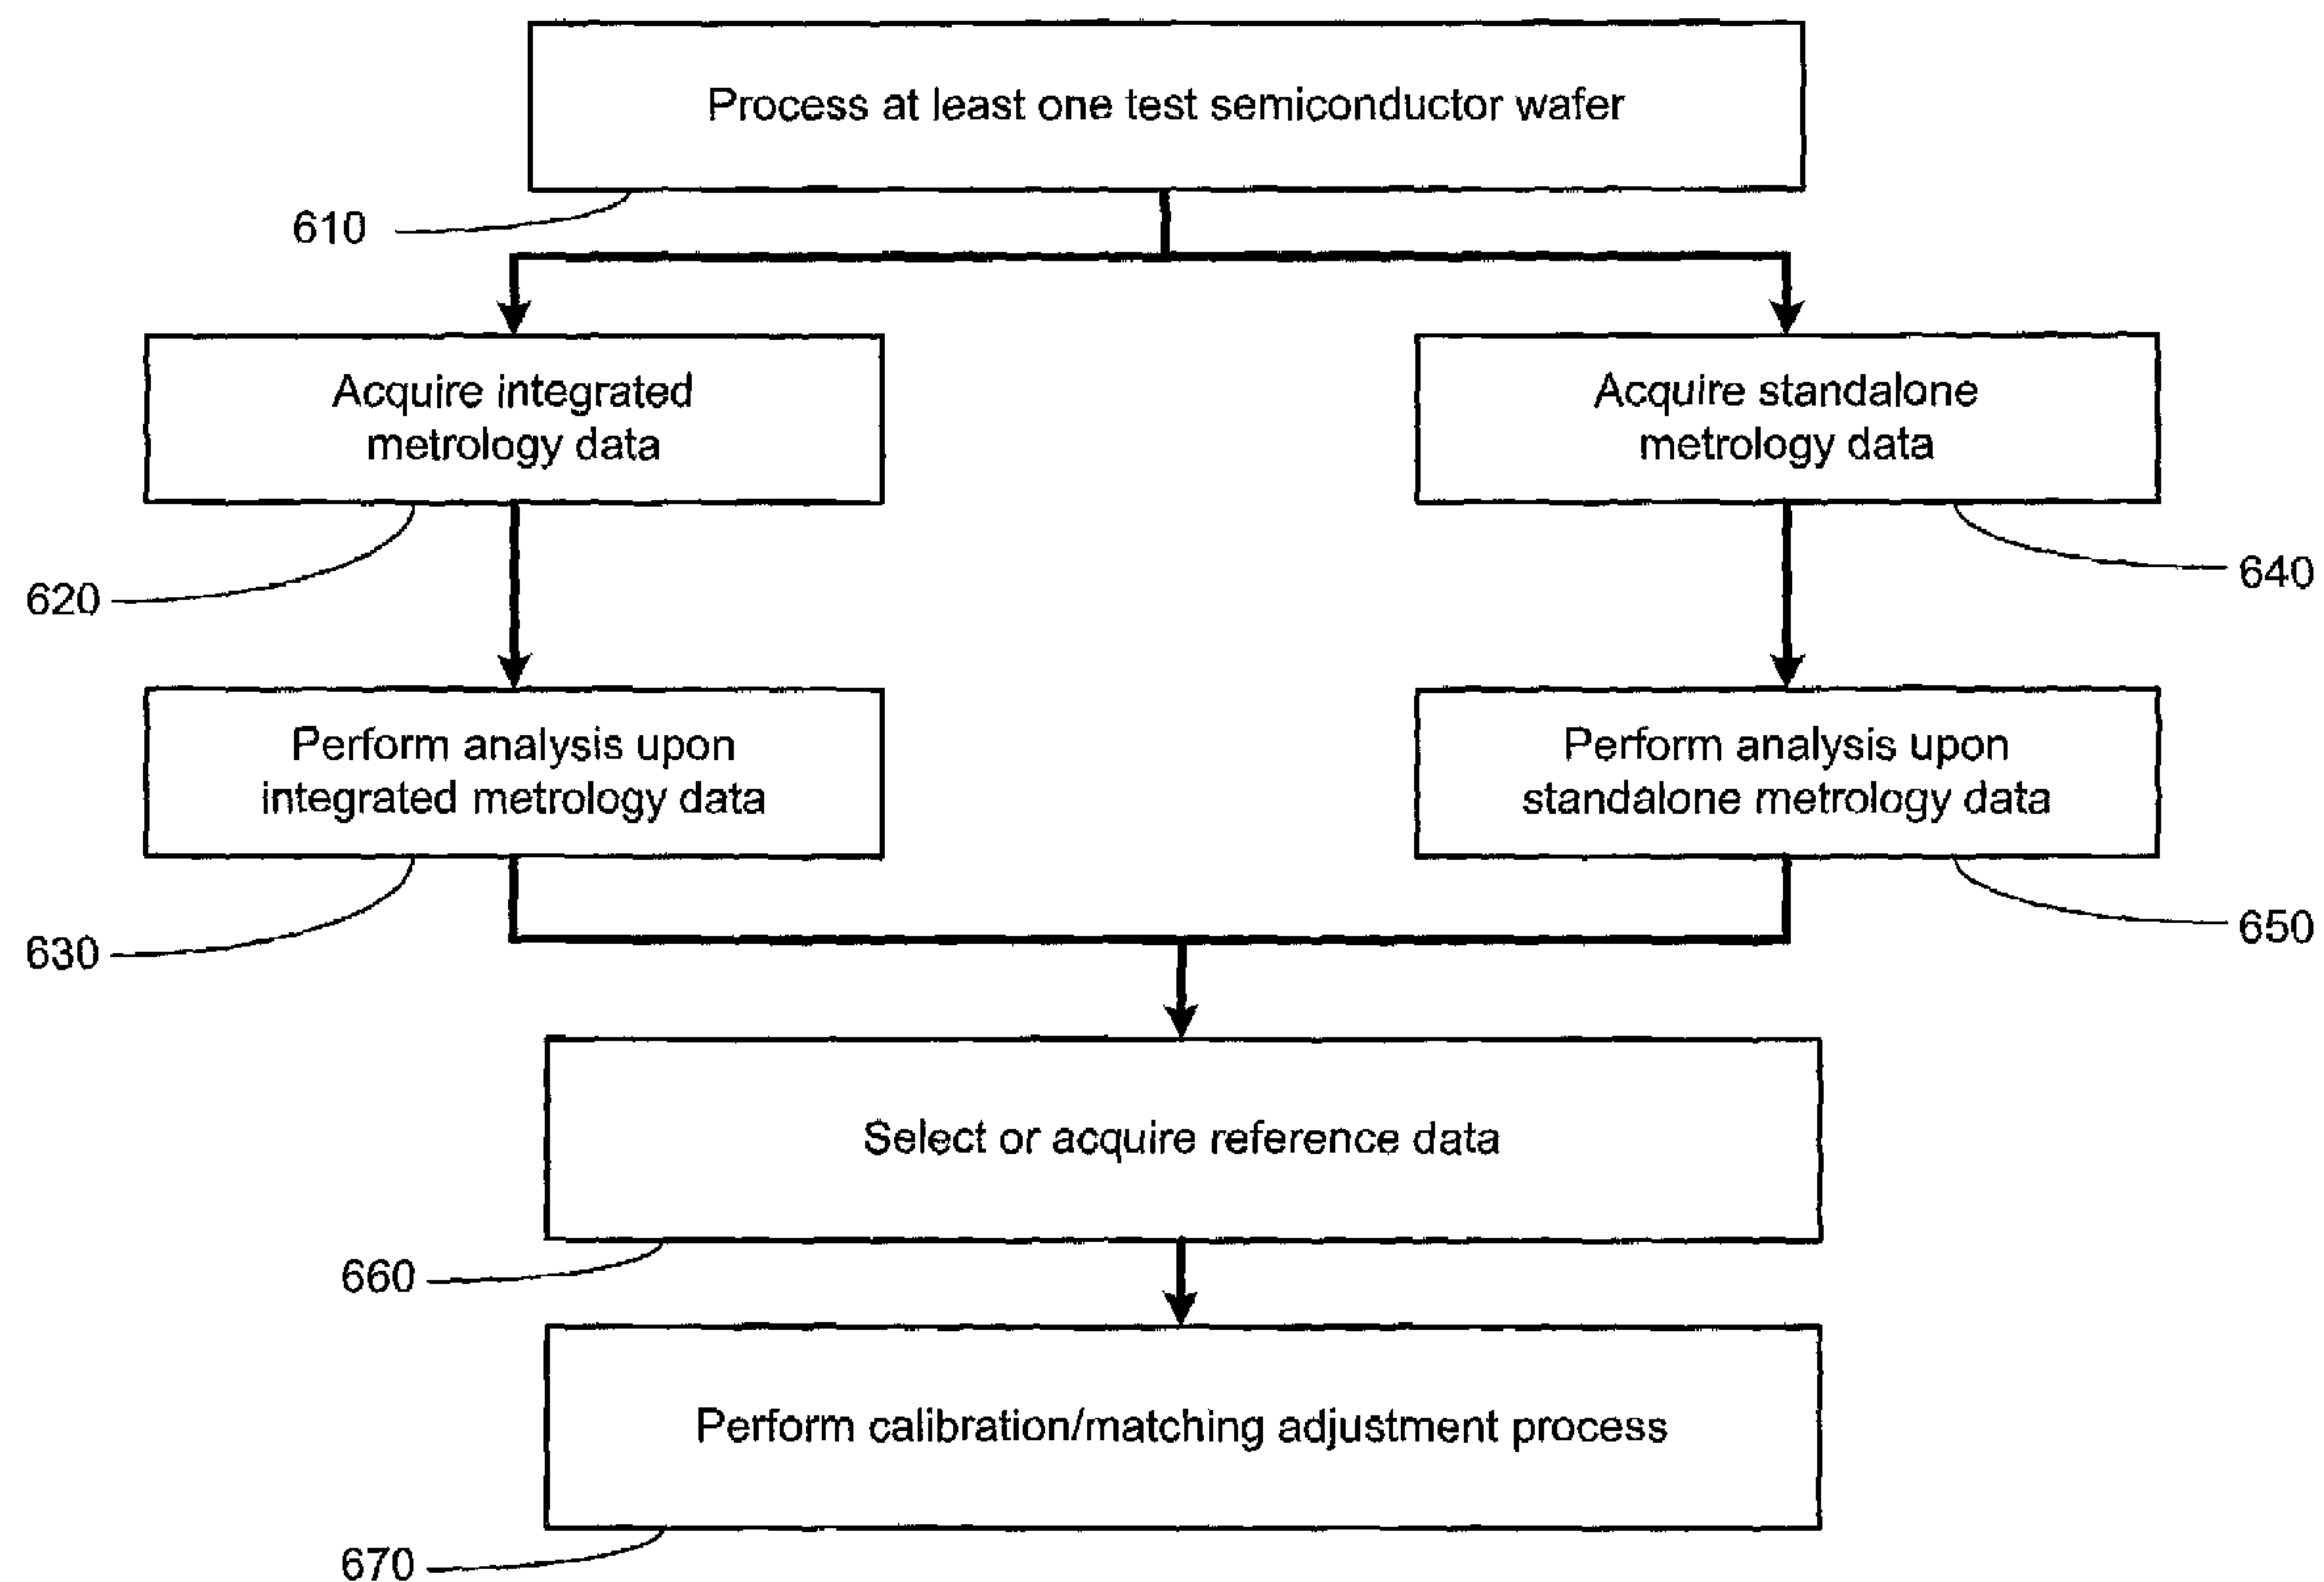 Process at least one test semiconductor wafer
610
Acquire integrated
metrology data
Acquire standalone
metrology data
620
640
Perform analysis upon
integrated metrology data
Perform analysis upon
standalone metrology data
630
650
Select or acquire reference data
660
Perform calibration/matching adjustment process
670